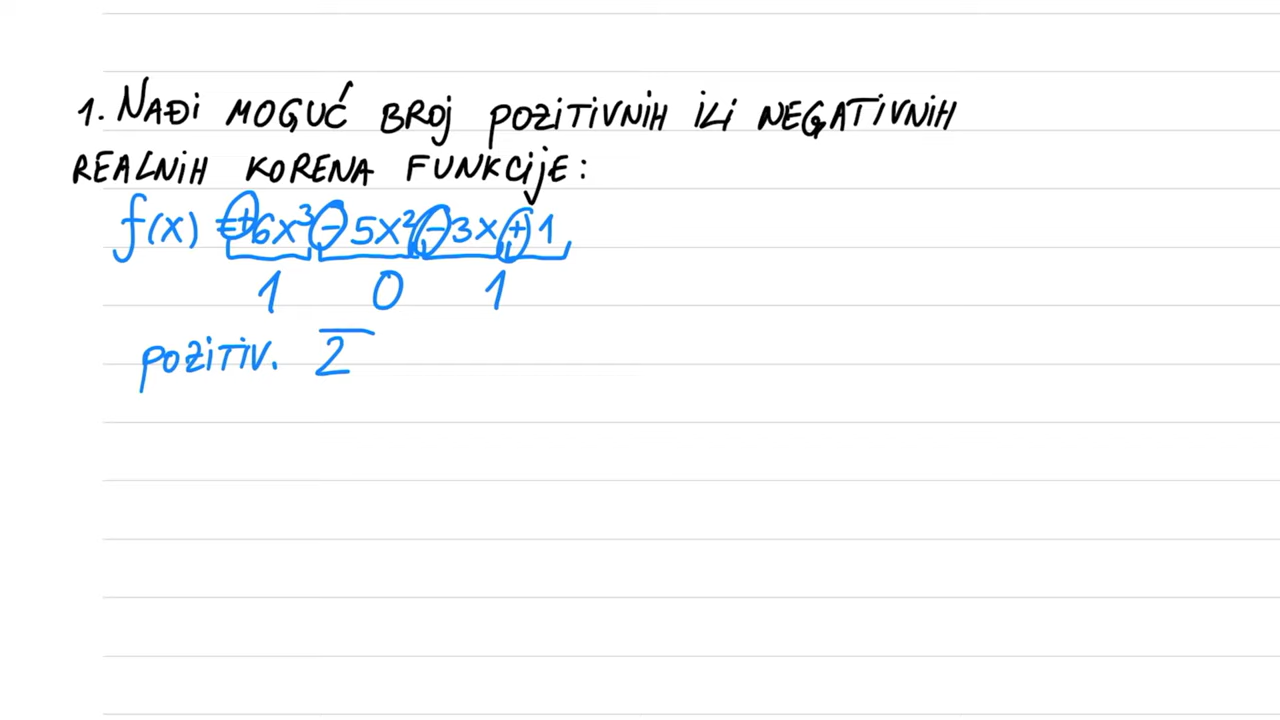 1. NAĐI MOGUĆ BROJ POZITIVNIH ILI NEGATIVNIH
REALNIH KORENA FUNKCIJE:
f(x) = +6x³ - 5x² - 3x + 1
1 0 1
POZITIV. 2